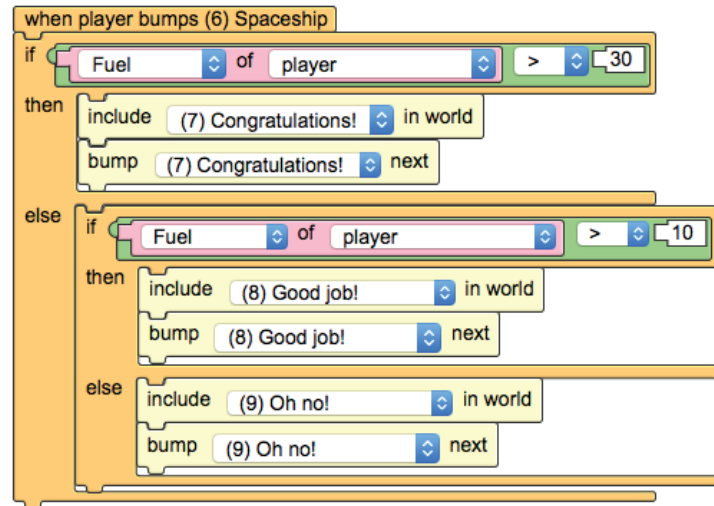 when player bumps (6) Spaceship
if Fuel of player > 30
then include (7) Congratulations! in world
bump (7) Congratulations! next
else if Fuel of player > 10
then include (8) Good job! in world
bump (8) Good job! next
else include (9) Oh no! in world
bump (9) Oh no! next